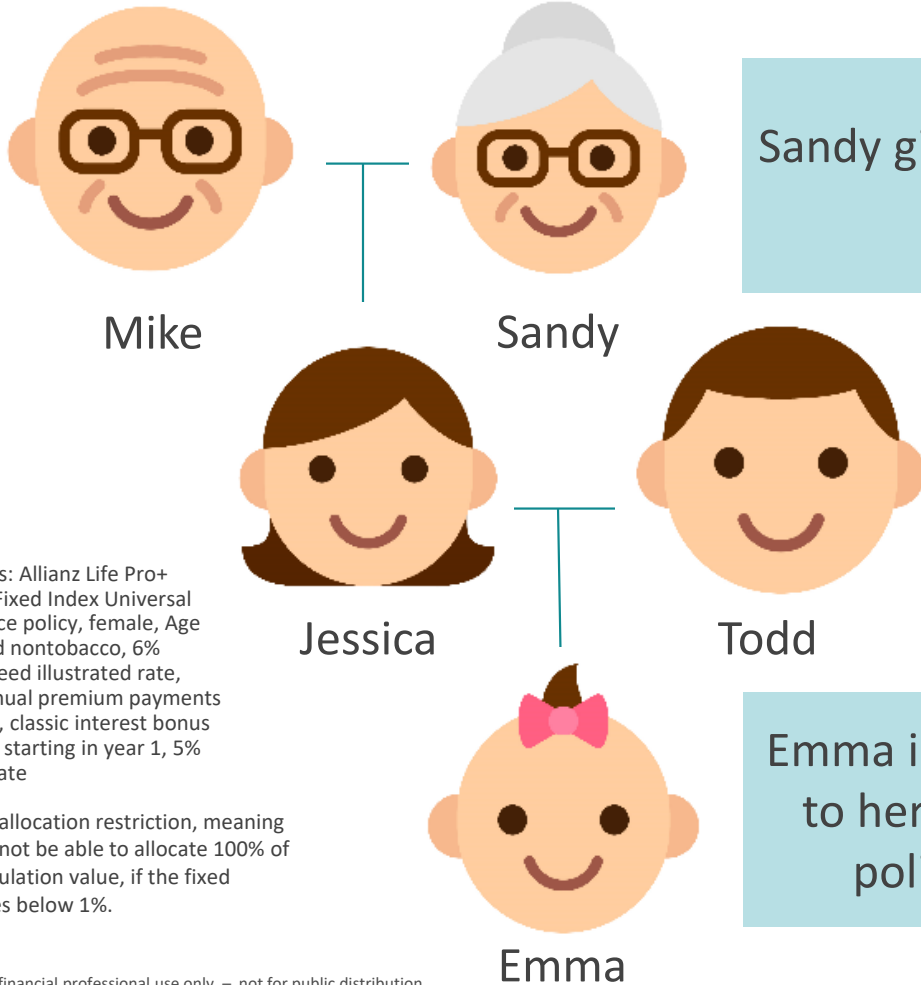 Sandy g
Mike
Sandy
s: Allianz Life Pro+
Fixed Index Universal
ce policy, female, Age
d nontobacco, 6%
eed illustrated rate,
nual premium payments
, classic interest bonus
starting in year 1, 5%
ate
Jessica
Todd
allocation restriction, meaning
not be able to allocate 100% of
ulation value, if the fixed
es below 1%.
Emma i
to her
poli
Emma
financial professional use only – not for public distribution